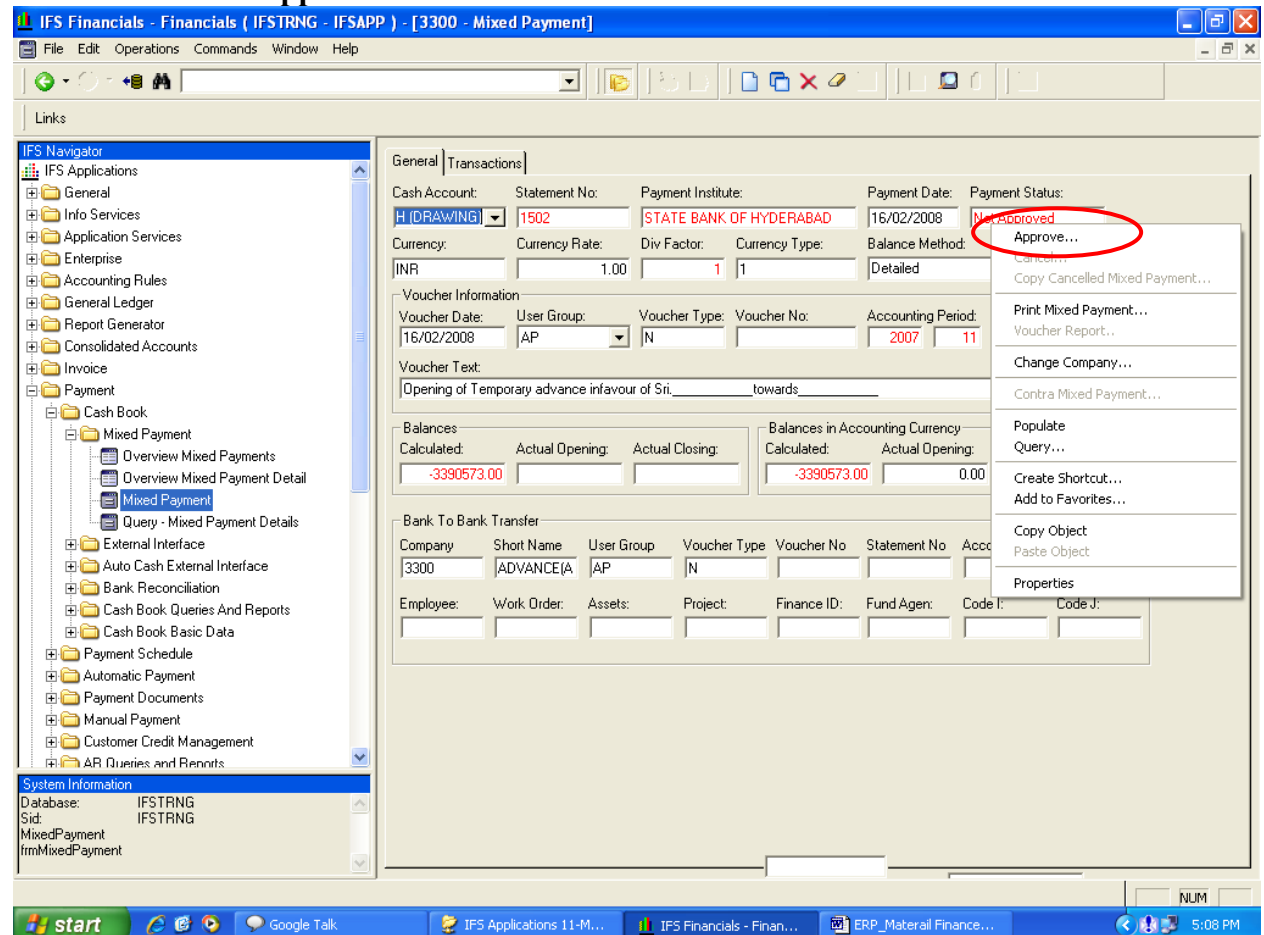 IFS Financials - Financials ( IFSTRNG - IFSAPP ) - [3300 - Mixed Payment]
File Edit Operations Commands Window Help
Links
IFS Navigator
IFS Applications
General
Info Services
Application Services
Enterprise
Accounting Rules
General Ledger
Report Generator
Consolidated Accounts
Invoice
Payment
Cash Book
Mixed Payment
Overview Mixed Payments
Overview Mixed Payment Detail
Mixed Payment
Query - Mixed Payment Details
External Interface
Auto Cash External Interface
Bank Reconciliation
Cash Book Queries And Reports
Cash Book Basic Data
Payment Schedule
Automatic Payment
Payment Documents
Manual Payment
Customer Credit Management
AR Queries and Reports
System Information
Database: IFSTRNG
Sid: IFSTRNG
MixedPayment
frmMixedPayment
General Transactions
Cash Account: Statement No: Payment Institute: Payment Date: Payment Status:
H (DRAWING) 1502 STATE BANK OF HYDERABAD 16/02/2008 Not Approved
Currency: Currency Rate: Div Factor: Currency Type: Balance Method:
INR 1.00 1 1 Detailed
Voucher Information
Voucher Date: User Group: Voucher Type: Voucher No: Accounting Period:
16/02/2008 AP N 2007 11
Voucher Text:
Opening of Temporary advance infavour of Sri.________towards________
Balances Balances in Accounting Currency
Calculated: Actual Opening: Actual Closing: Calculated: Actual Opening:
-3390573.00 -3390573.00 0.00
Bank To Bank Transfer
Company Short Name User Group Voucher Type Voucher No Statement No Acco
3300 ADVANCE(A AP N
Employee: Work Order: Assets: Project: Finance ID: Fund Agen: Code I: Code J:
Approve...
Cancel...
Copy Cancelled Mixed Payment...
Print Mixed Payment...
Voucher Report..
Change Company...
Contra Mixed Payment...
Populate
Query...
Create Shortcut...
Add to Favorites...
Copy Object
Paste Object
Properties
NUM
start Google Talk IFS Applications 11-M... IFS Financials - Finan... ERP_Materail Finance... 5:08 PM